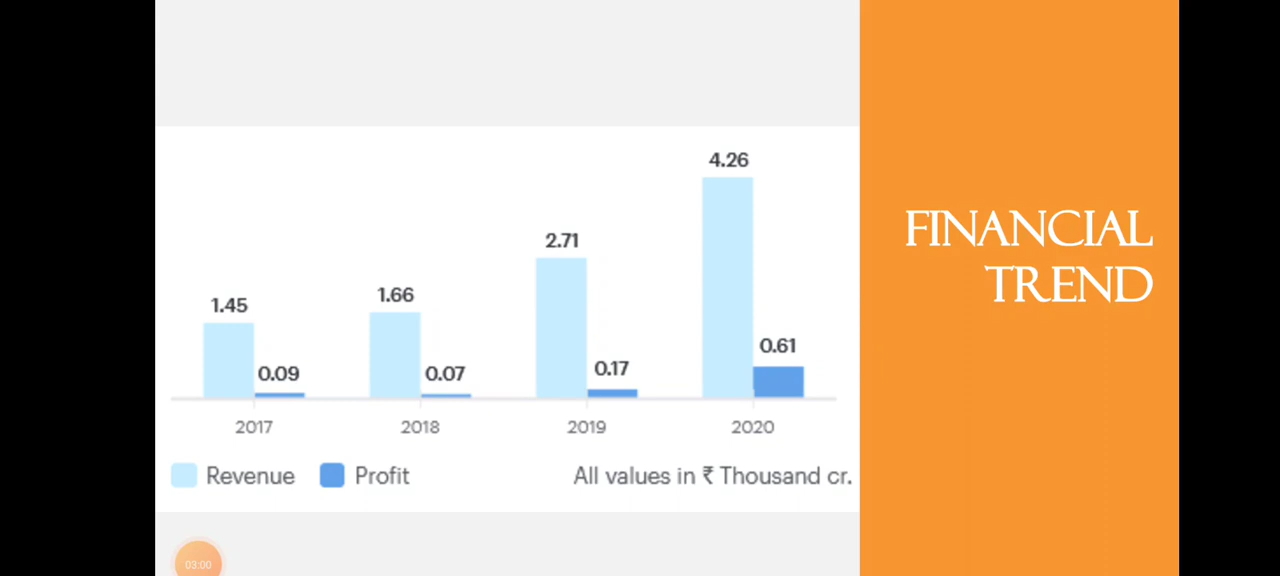 4.26
2.71
1.66
1.45
0.61
0.09
0.07
0.17
2017 2018 2019 2020
Revenue Profit All values in ₹ Thousand cr.
FINANCIAL
TREND
03:00